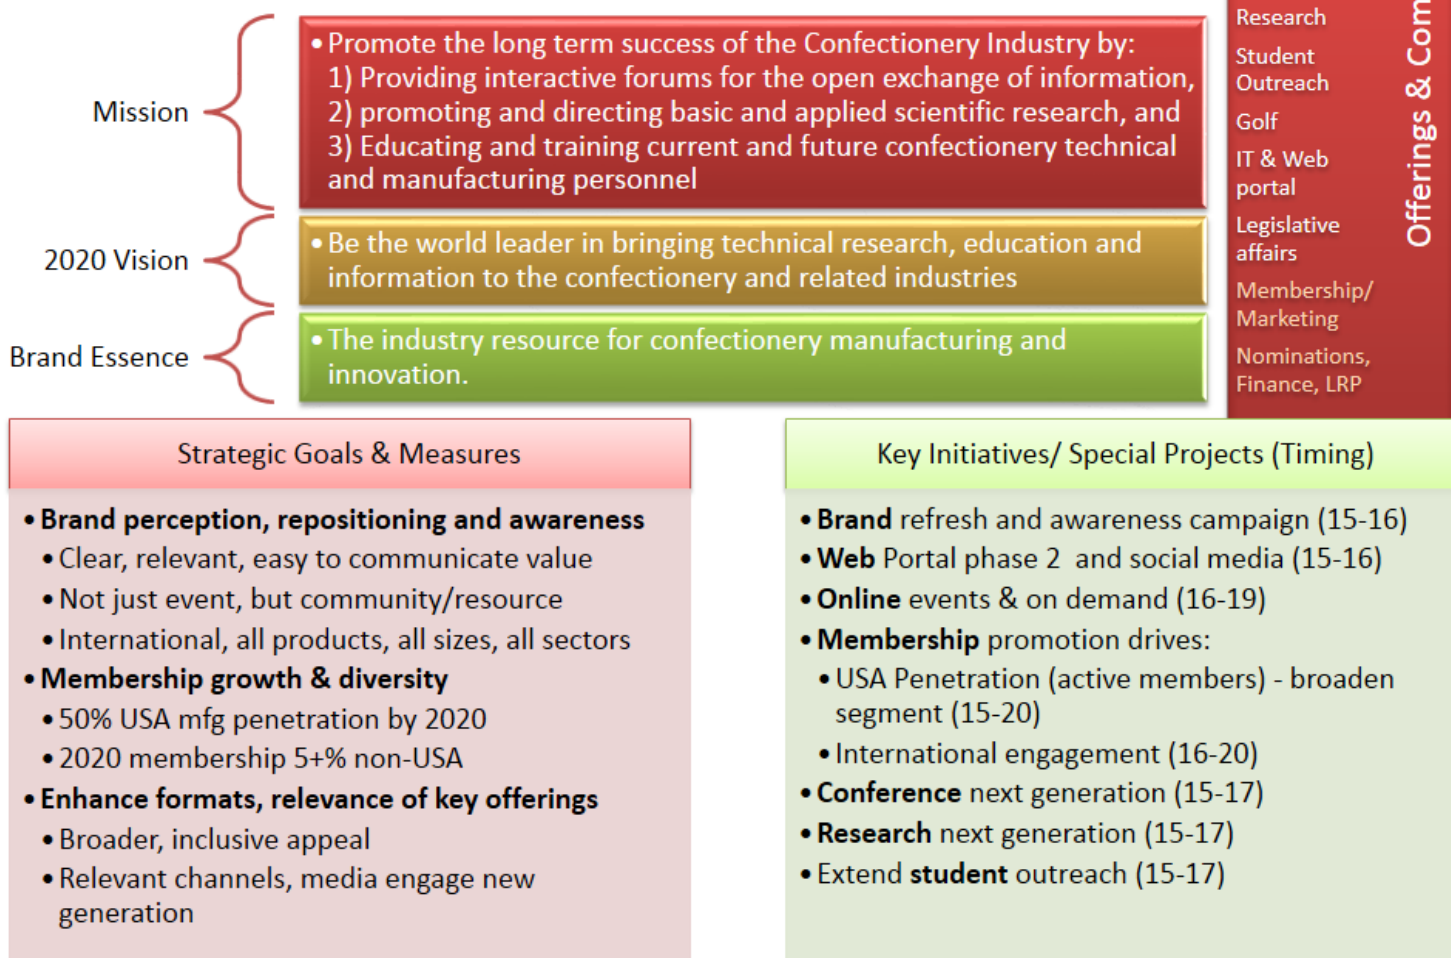 Mission
• Promote the long term success of the Confectionery Industry by:
1) Providing interactive forums for the open exchange of information,
2) promoting and directing basic and applied scientific research, and
3) Educating and training current and future confectionery technical
and manufacturing personnel
2020 Vision
• Be the world leader in bringing technical research, education and
information to the confectionery and related industries
Brand Essence
• The industry resource for confectionery manufacturing and
innovation.
Research
Student
Outreach
Golf
IT & Web
portal
Legislative
affairs
Membership/
Marketing
Nominations,
Finance, LRP
Offerings & Com
Strategic Goals & Measures
• Brand perception, repositioning and awareness
• Clear, relevant, easy to communicate value
• Not just event, but community/resource
• International, all products, all sizes, all sectors
• Membership growth & diversity
• 50% USA mfg penetration by 2020
• 2020 membership 5+% non-USA
• Enhance formats, relevance of key offerings
• Broader, inclusive appeal
• Relevant channels, media engage new
generation
Key Initiatives/ Special Projects (Timing)
• Brand refresh and awareness campaign (15-16)
• Web Portal phase 2 and social media (15-16)
• Online events & on demand (16-19)
• Membership promotion drives:
• USA Penetration (active members) - broaden
segment (15-20)
• International engagement (16-20)
• Conference next generation (15-17)
• Research next generation (15-17)
• Extend student outreach (15-17)